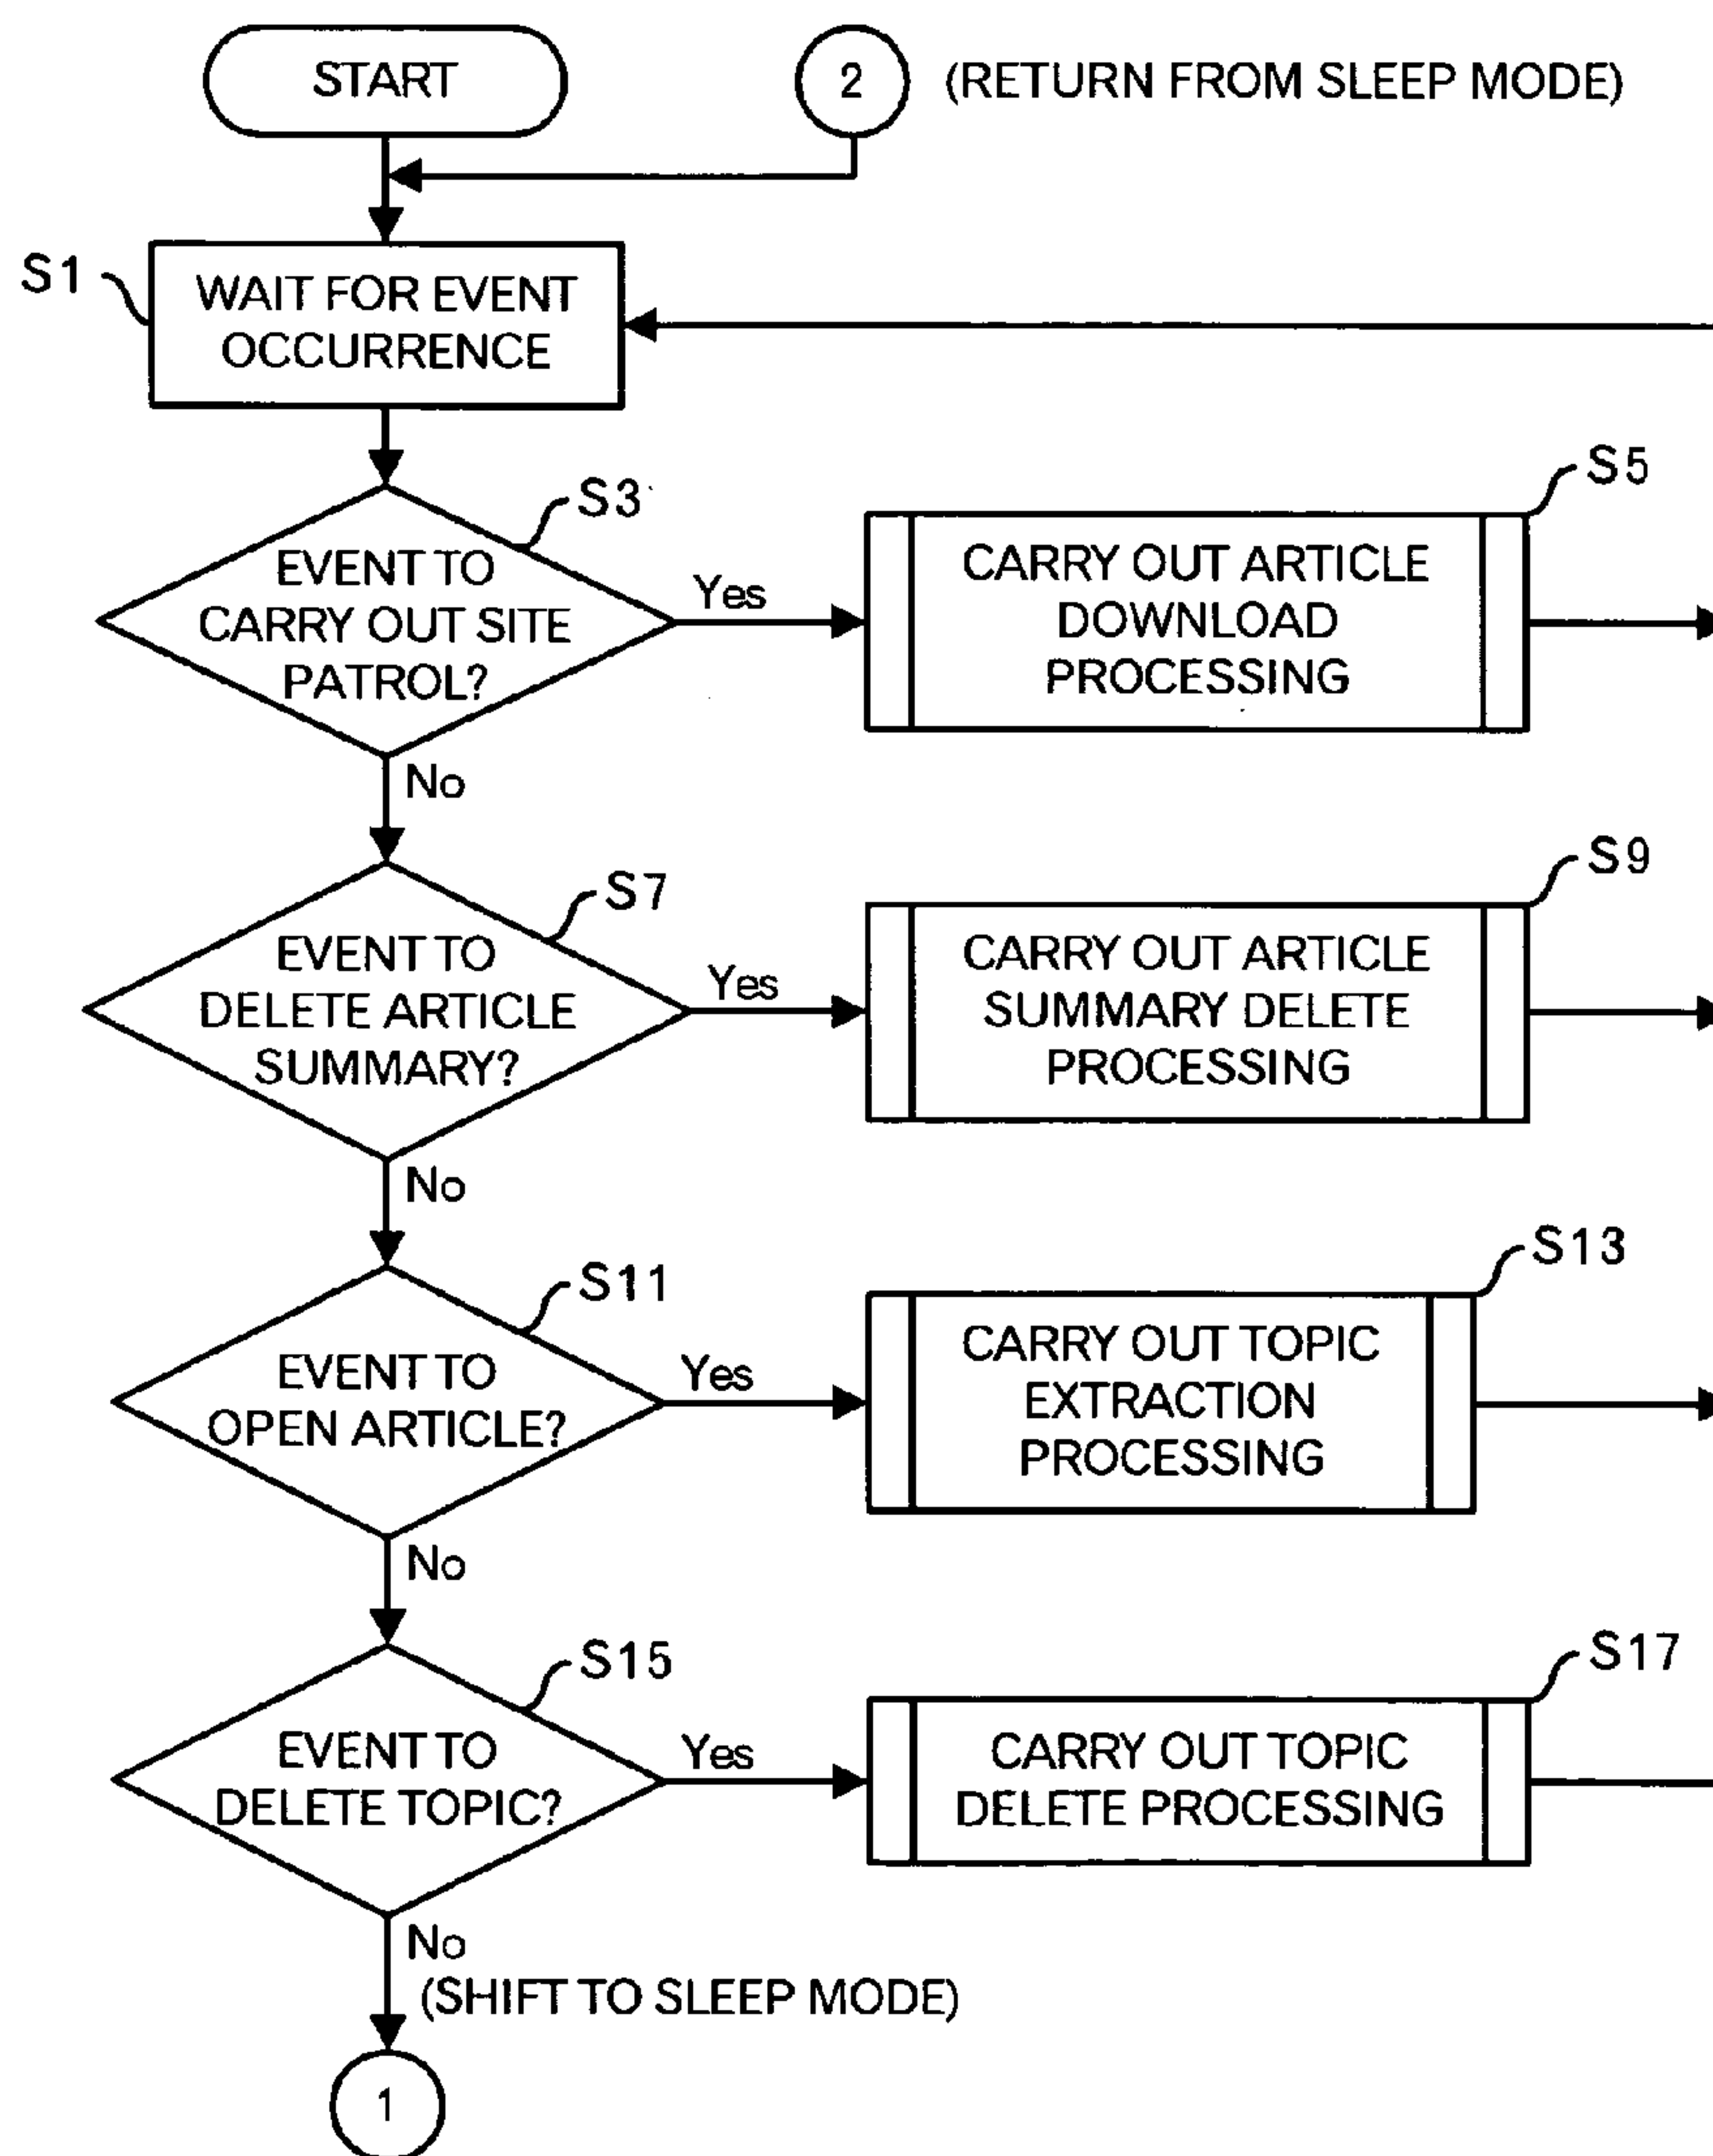 START
2
(RETURN FROM SLEEP MODE)
S1
WAIT FOR EVENT
OCCURRENCE
S3
EVENT TO
CARRY OUT SITE
PATROL?
Yes
No
S5
CARRY OUT ARTICLE
DOWNLOAD
PROCESSING
S7
EVENT TO
DELETE ARTICLE
SUMMARY?
Yes
No
S9
CARRY OUT ARTICLE
SUMMARY DELETE
PROCESSING
S11
EVENT TO
OPEN ARTICLE?
Yes
No
S13
CARRY OUT TOPIC
EXTRACTION
PROCESSING
S15
EVENT TO
DELETE TOPIC?
Yes
No
S17
CARRY OUT TOPIC
DELETE PROCESSING
(SHIFT TO SLEEP MODE)
1